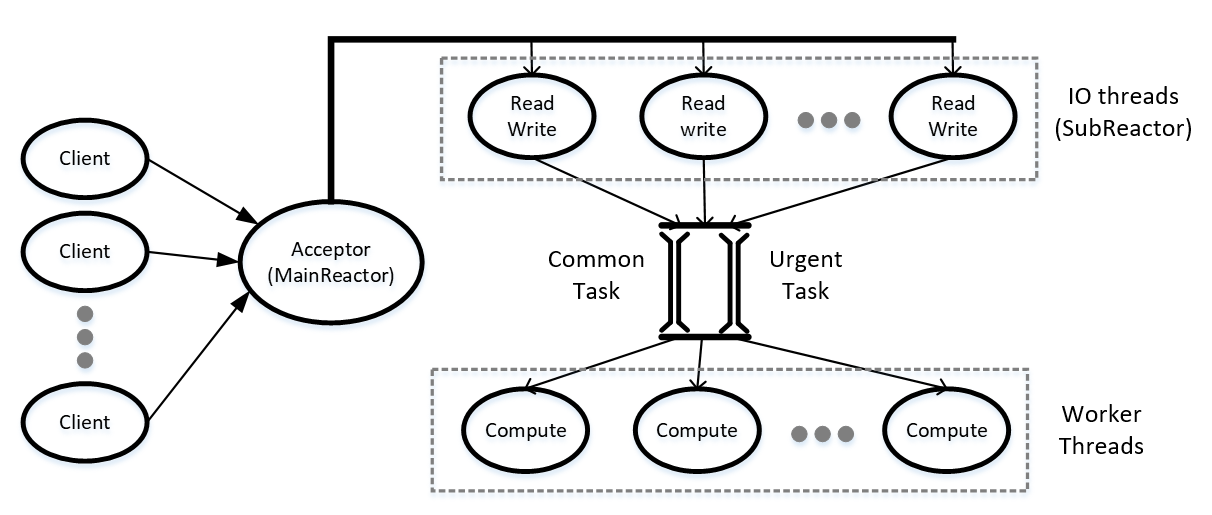 Client
Client
Client
Acceptor
(MainReactor)
Read
Write
Read
write
Read
Write
IO threads
(SubReactor)
Common
Task
Urgent
Task
Compute
Compute
Compute
Worker
Threads